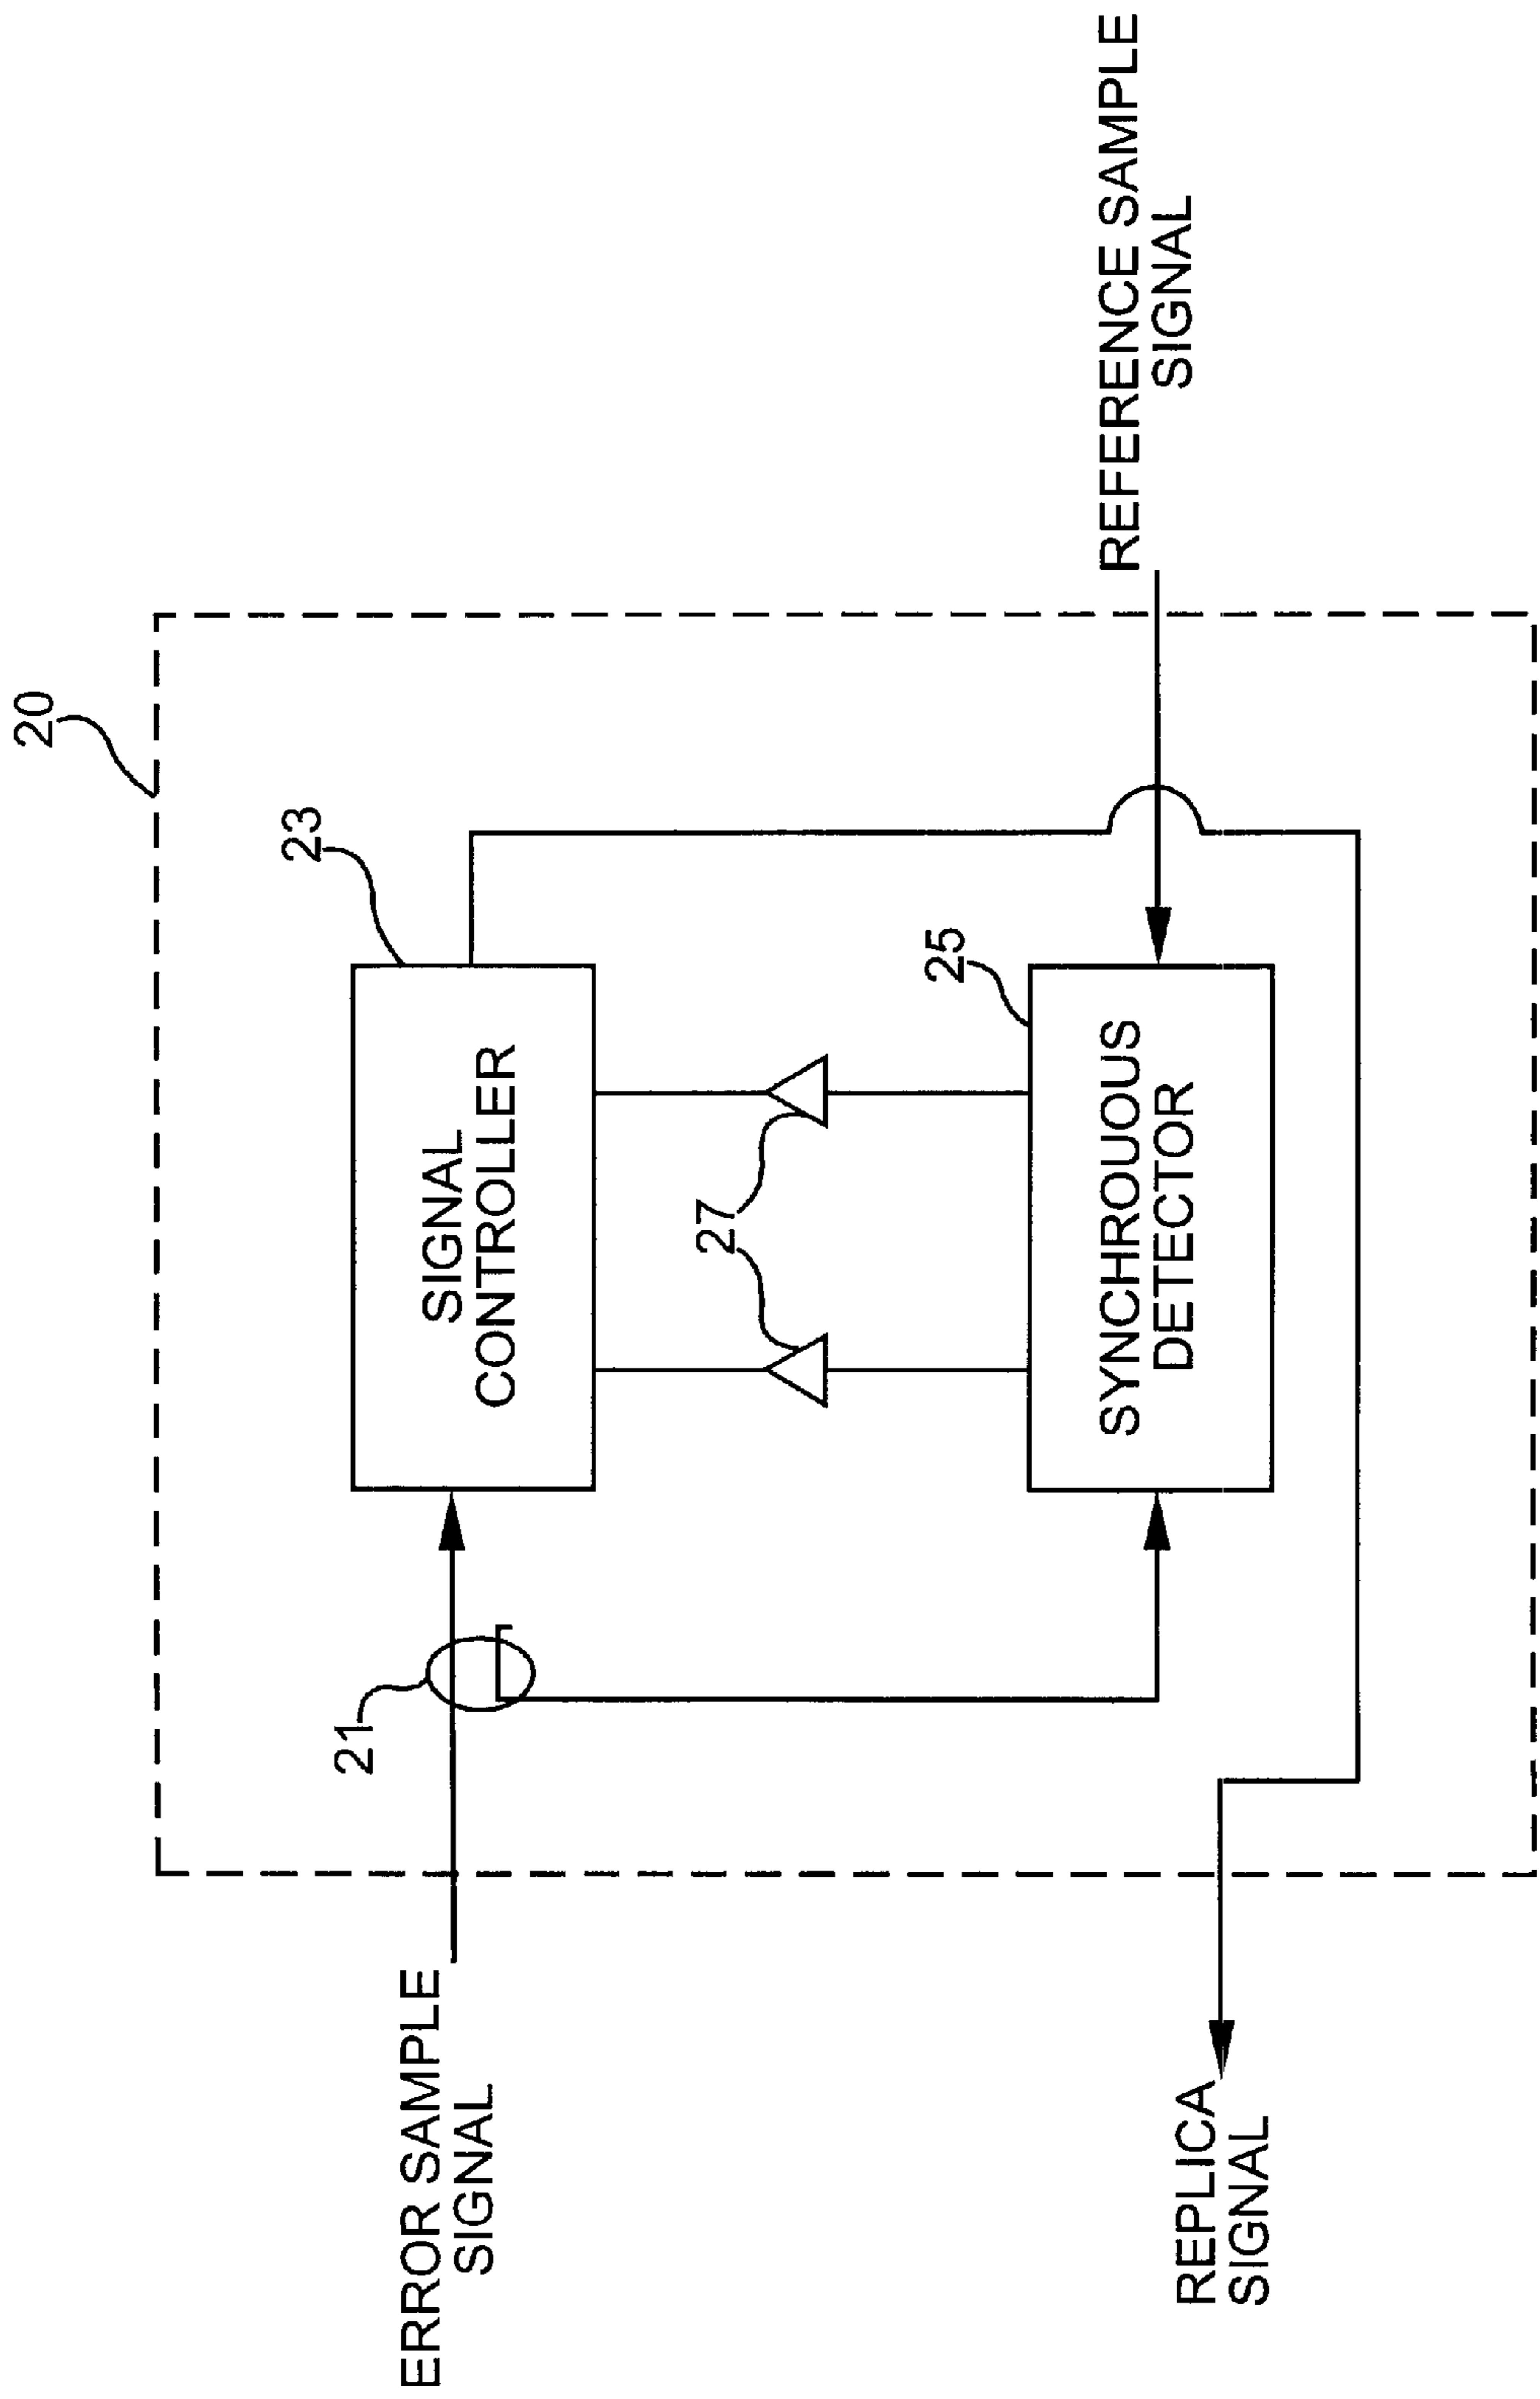 20
23
SIGNAL
CONTROLLER
21
ERROR SAMPLE
SIGNAL
27
25
SYNCHROUOUS
DETECTOR
REFERENCE SAMPLE
SIGNAL
REPLICA
SIGNAL